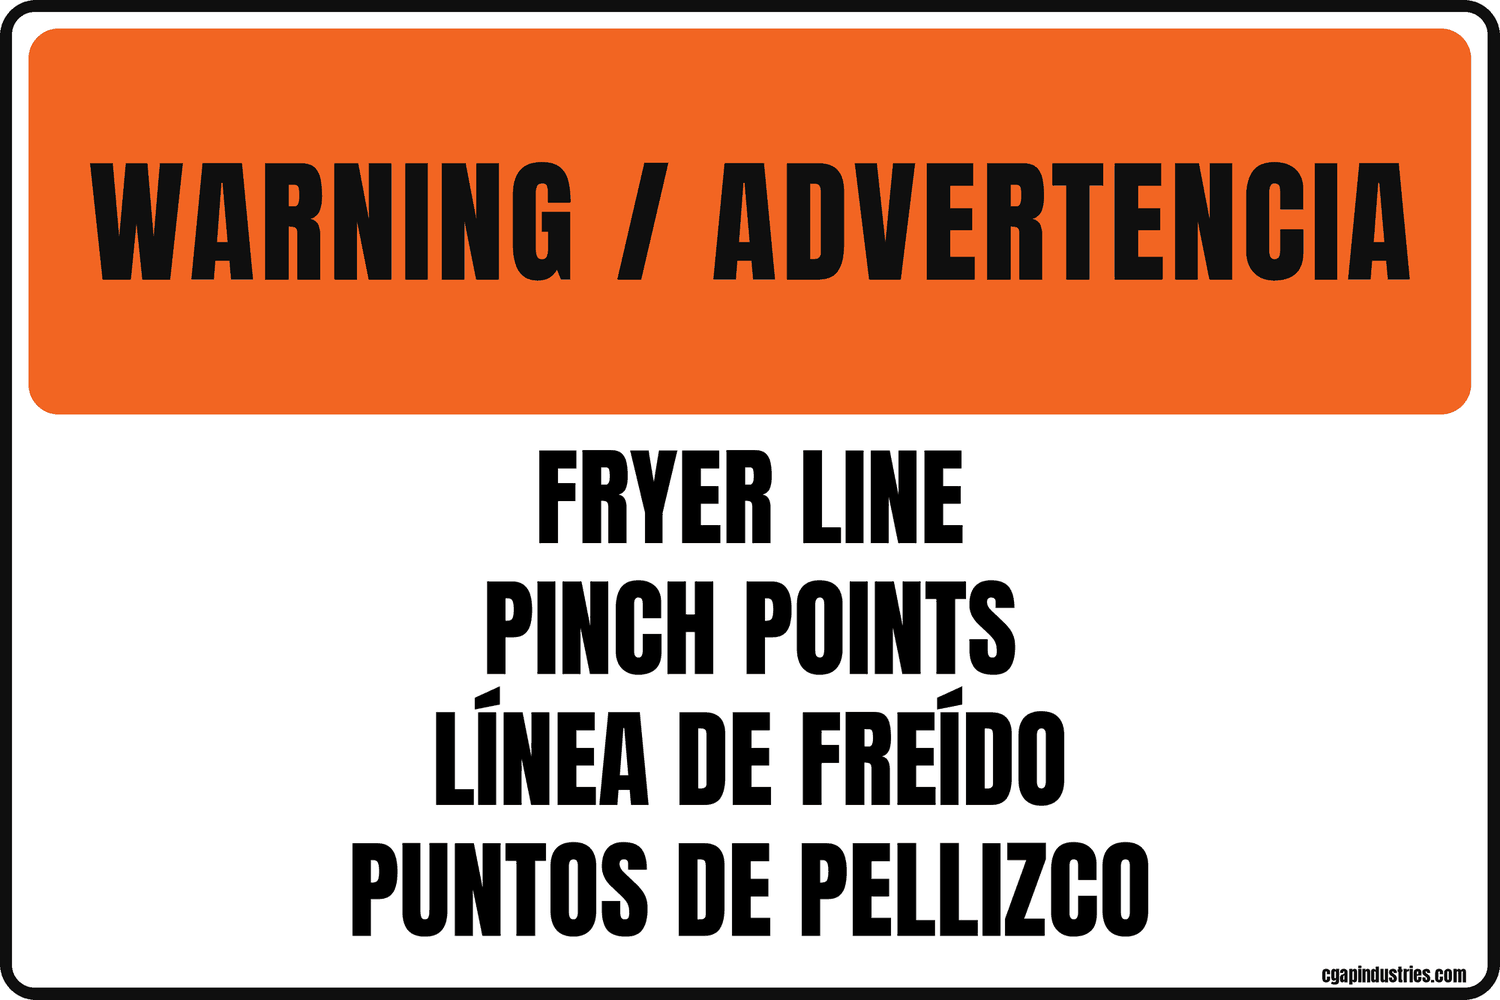 WARNING / ADVERTENCIA
FRYER LINE
PINCH POINTS
LÍNEA DE FREÍDO
PUNTOS DE PELLIZCO
cgapindustries.com